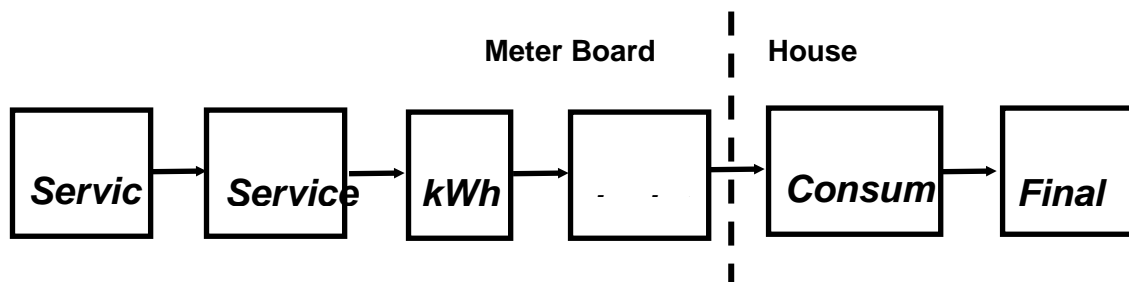 Meter Board
House
Servic
Service
kWh
- -
Consum
Final